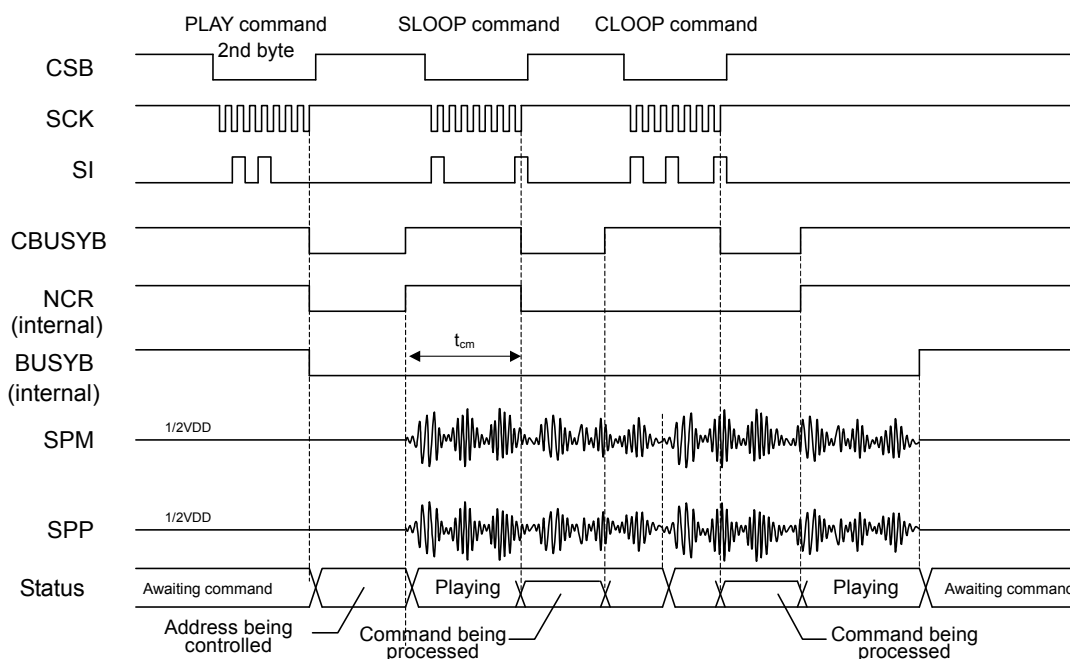 PLAY command
2nd byte
SLOOP command
CLOOP command
CSB
SCK
SI
CBUSYB
NCR
(internal)
tcm
BUSYB
(internal)
SPM
1/2VDD
SPP
1/2VDD
Status
Awaiting command
Playing
Playing
Awaiting command
Address being
controlled
Command being
processed
Command being
processed